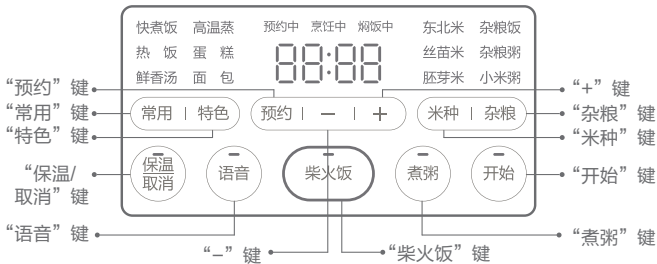 快煮饭 高温蒸 预约中 烹饪中 焖饭中 东北米 杂粮饭
热 饭 蛋 糕 88:88 丝苗米 杂粮粥
鲜香汤 面 包 胚芽米 小米粥
“预约”键 “+”键
“常用”键 常用 | 特色 预约 | − | + 米种 | 杂粮 “杂粮”键
“特色”键 “米种”键
“保温/
取消”键 保温
取消 语音 柴火饭 煮粥 开始 “开始”键
“语音”键 “煮粥”键
“−”键 “柴火饭”键